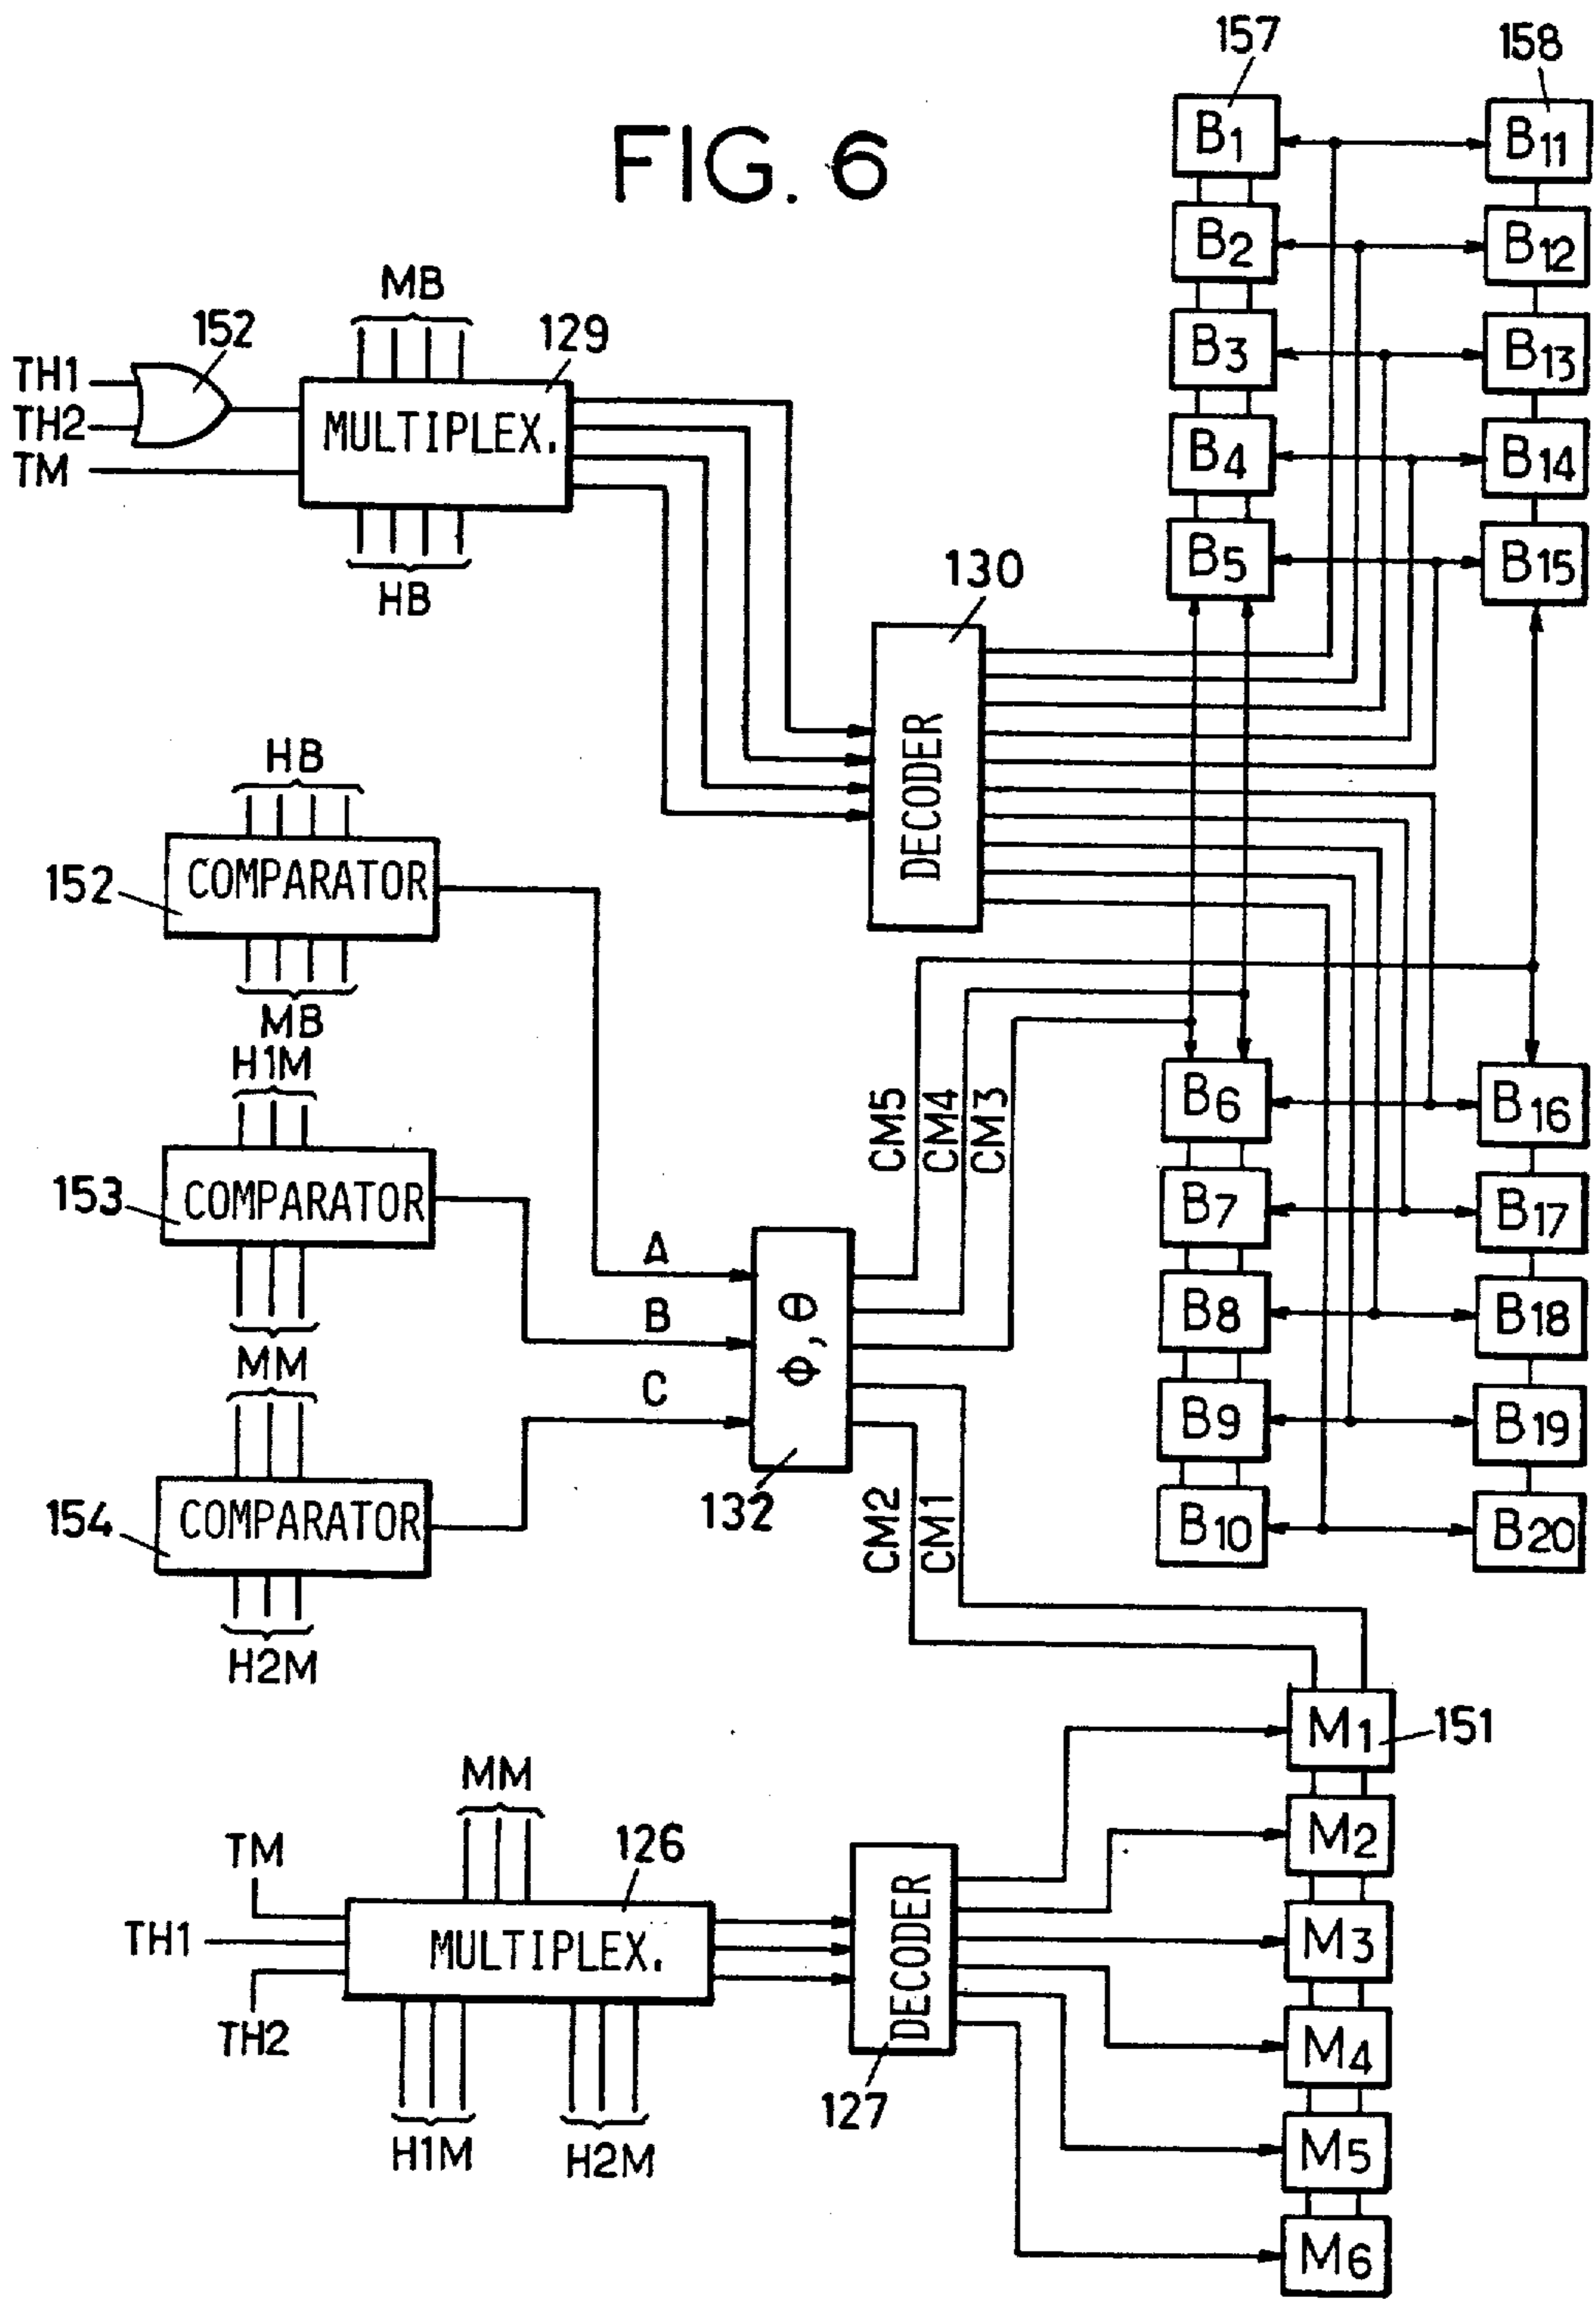 FIG. 6
157
158
B1
B11
B2
B12
B3
B13
B4
B14
B5
B15
MB
152
129
TH1
TH2
TM
MULTIPLEX.
HB
130
DECODER
HB
COMPARATOR
152
MB
H1M
COMPARATOR
153
MM
COMPARATOR
154
H2M
A
B
C
Φ, Θ
132
CM5
CM4
CM3
CM2
CM1
B6
B16
B7
B17
B8
B18
B9
B19
B10
B20
M1
151
M2
M3
M4
M5
M6
MM
126
TM
TH1
TH2
MULTIPLEX.
H1M
H2M
DECODER
127